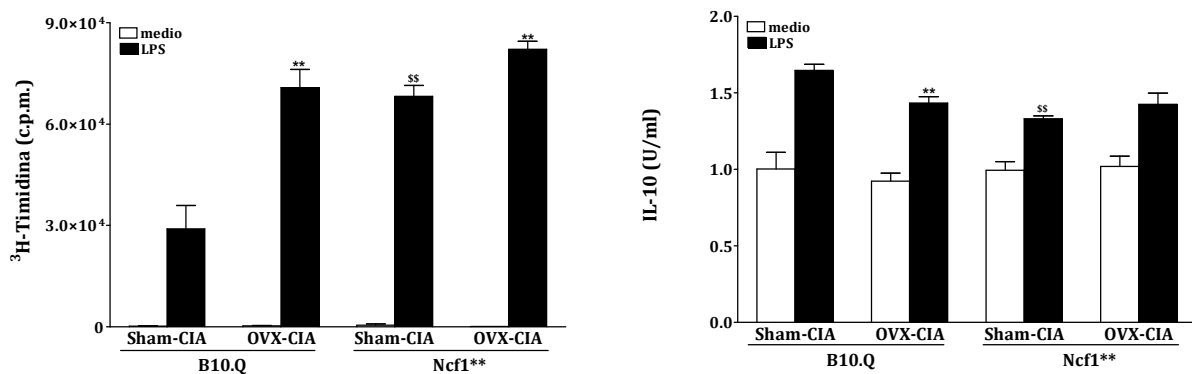 9.0×10⁴
6.0×10⁴
3.0×10⁴
0
³H-Timidina (c.p.m.)
medio
LPS
**
$$
**
Sham-CIA OVX-CIA Sham-CIA OVX-CIA
B10.Q Ncf1**
2.0
1.5
1.0
0.5
0.0
IL-10 (U/ml)
medio
LPS
**
$$
Sham-CIA OVX-CIA Sham-CIA OVX-CIA
B10.Q Ncf1**